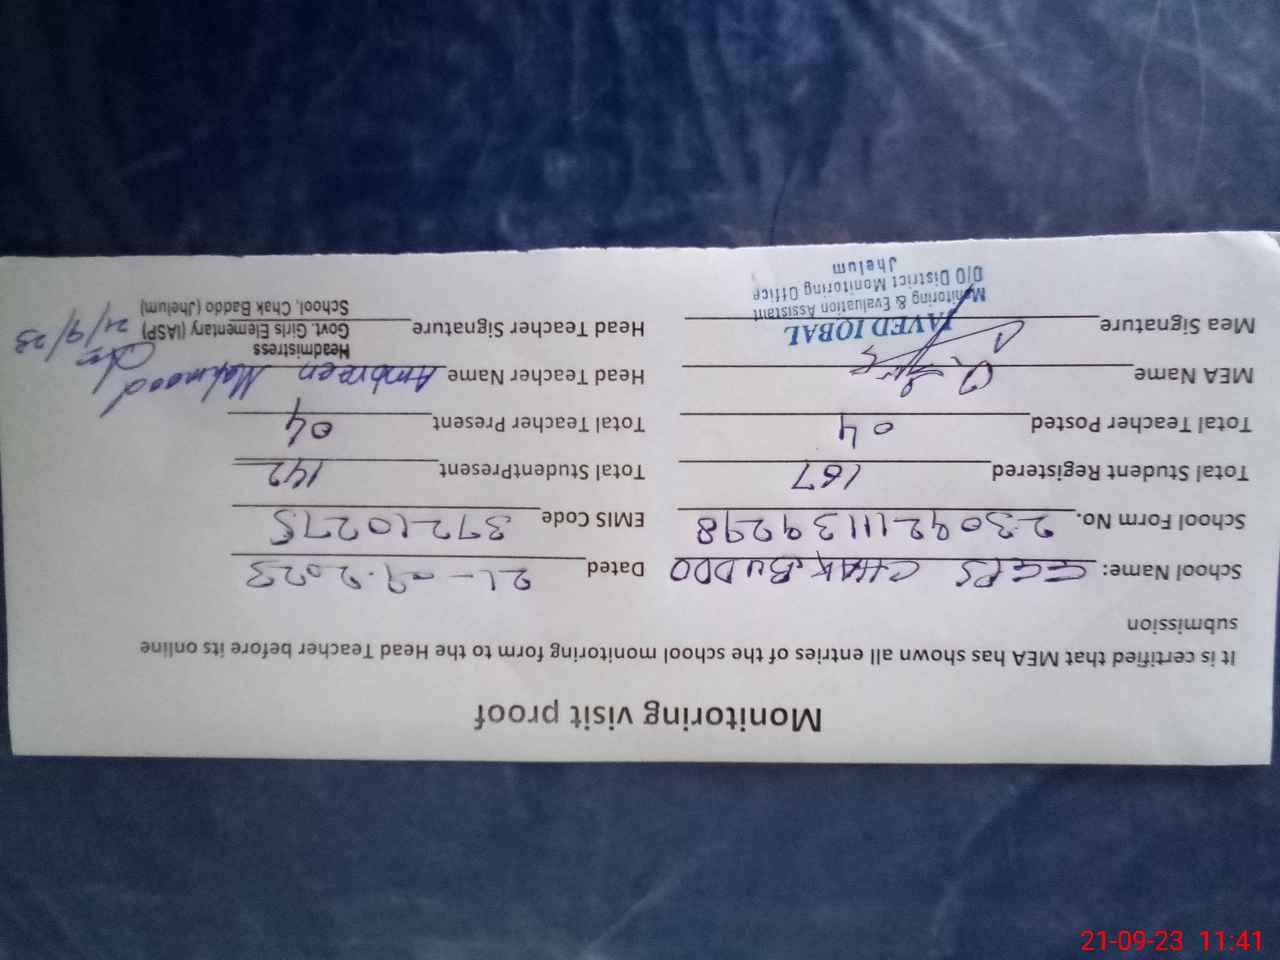 Monitoring visit proof
It is certified that MEA has shown all entries of the school monitoring form to the Head Teacher before its online
submission
School Name: GGPS CHAK BUDDO Dated 21-09-2023
School Form No. 230921113929 8 EMIS Code 37210275
Total Student Registered 167 Total StudentPresent 142
Total Teacher Posted 04 Total Teacher Present 04
MEA Name Head Teacher Name Ambreen Mahmood
Mea Signature Head Teacher Signature
JAVED IQBAL
Monitoring & Evaluation Assistant
O/O District Monitoring Office
Jhelum
Headmistress
Govt. Girls Elementary (IIASP)
School, Chak Baddo (Jhelum)
21/9/23
21-09-23 11:41